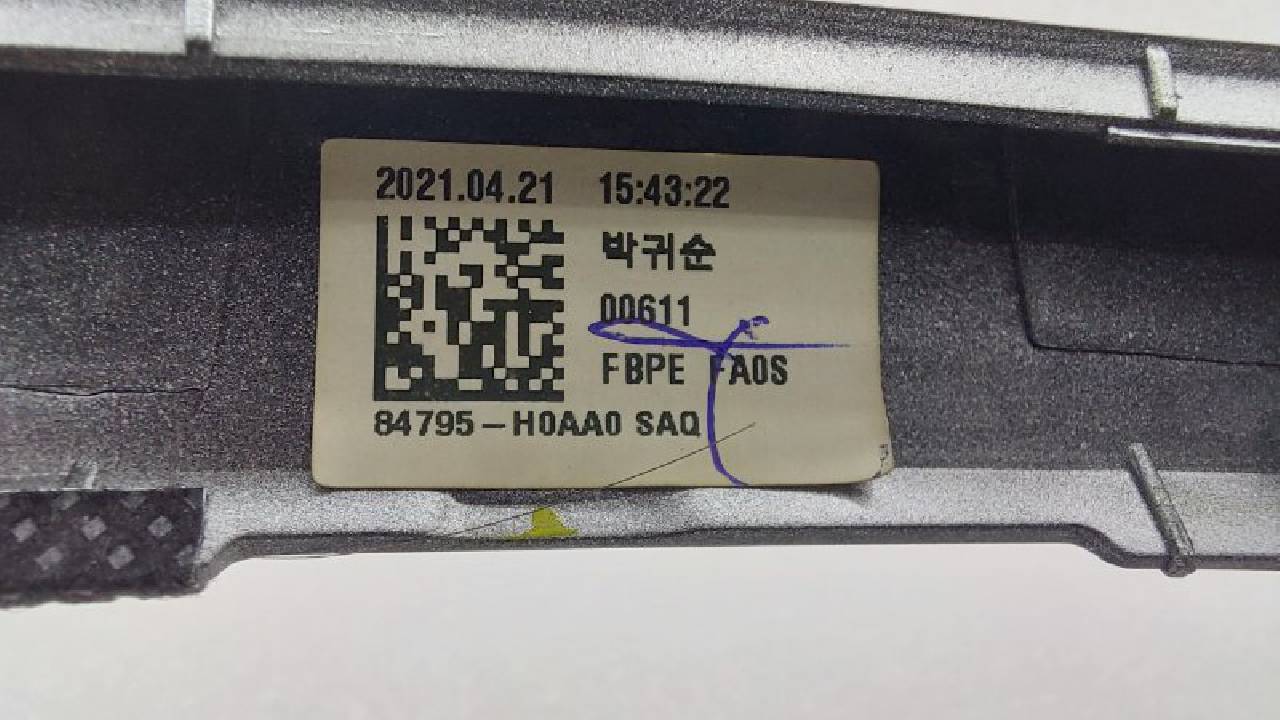 2021.04.21 15:43:22
박귀순
00611
FBPE FA0S
84795-H0AA0 SAQ